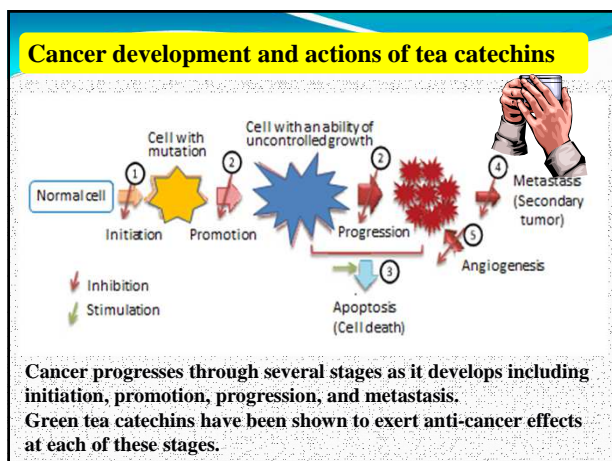 Cancer development and actions of tea catechins
Cell with
mutation
Cell with an ability of
uncontrolled growth
1
2
2
4
Normal cell
Metastasis
(Secondary
tumor)
Initiation
Promotion
Progression
5
Angiogenesis
3
Inhibition
Stimulation
Apoptosis
(Cell death)
Cancer progresses through several stages as it develops including
initiation, promotion, progression, and metastasis.
Green tea catechins have been shown to exert anti-cancer effects
at each of these stages.